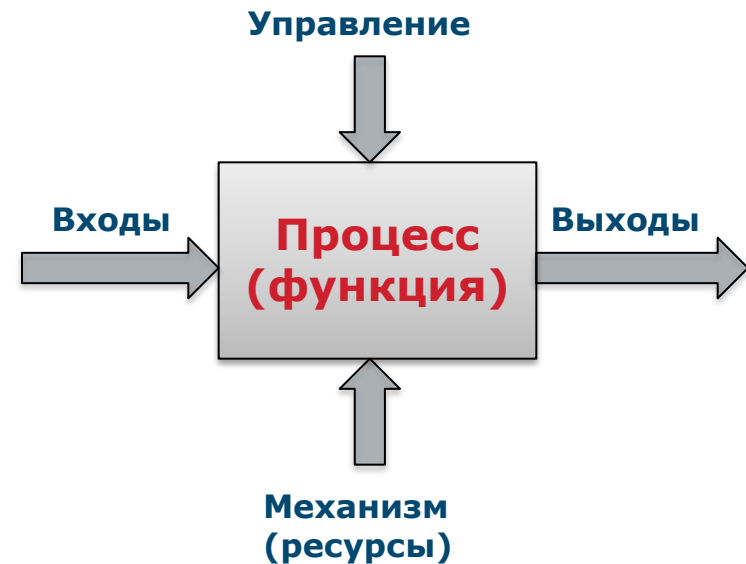 Управление
Входы
Процесс
(функция)
Выходы
Механизм
(ресурсы)